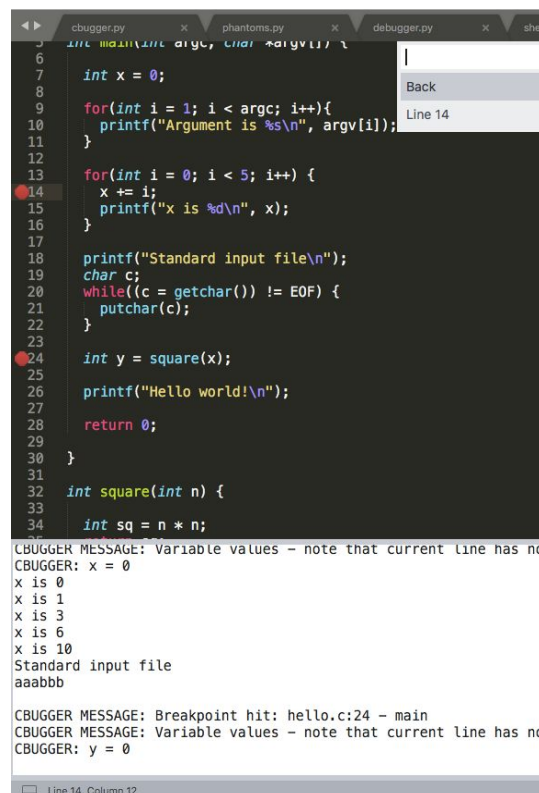 cbugger.py × phantoms.py × debugger.py × she
5 int main(int argc, char *argv[]) {
6
7 int x = 0;
8
9 for(int i = 1; i < argc; i++){
10 printf("Argument is %s\n", argv[i]);
11 }
12
13 for(int i = 0; i < 5; i++) {
14 x += i;
15 printf("x is %d\n", x);
16 }
17
18 printf("Standard input file\n");
19 char c;
20 while((c = getchar()) != EOF) {
21 putchar(c);
22 }
23
24 int y = square(x);
25
26 printf("Hello world!\n");
27
28 return 0;
29
30 }
31
32 int square(int n) {
33
34 int sq = n * n;
35
Back
Line 14
CBUGGER MESSAGE: Variable values – note that current line has no
CBUGGER: x = 0
x is 0
x is 1
x is 3
x is 6
x is 10
Standard input file
aaabbb
CBUGGER MESSAGE: Breakpoint hit: hello.c:24 – main
CBUGGER MESSAGE: Variable values – note that current line has no
CBUGGER: y = 0
Line 14, Column 12